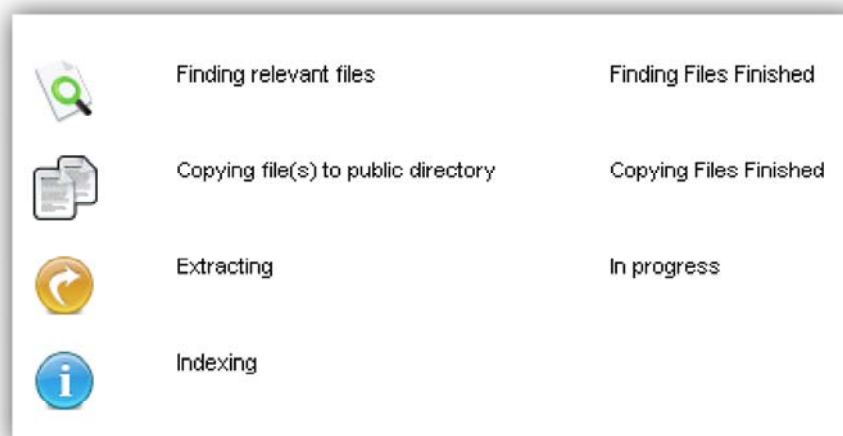 Finding relevant files Finding Files Finished
Copying file(s) to public directory Copying Files Finished
Extracting In progress
Indexing